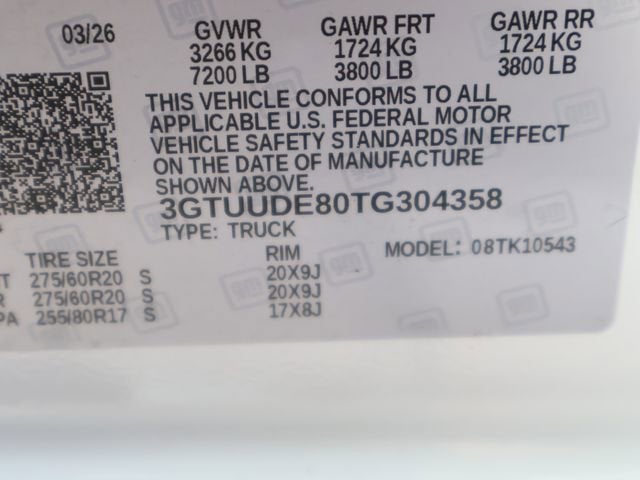 03/26 GVWR GAWR FRT GAWR RR
3266 KG 1724 KG 1724 KG
7200 LB 3800 LB 3800 LB
THIS VEHICLE CONFORMS TO ALL
APPLICABLE U.S. FEDERAL MOTOR
VEHICLE SAFETY STANDARDS IN EFFECT
ON THE DATE OF MANUFACTURE
SHOWN ABOVE.
3GTUUDE80TG304358
TYPE: TRUCK MODEL: 08TK10543
TIRE SIZE RIM
T 275/60R20 S 20X9J
R 275/60R20 S 20X9J
PA 255/80R17 S 17X8J
gm